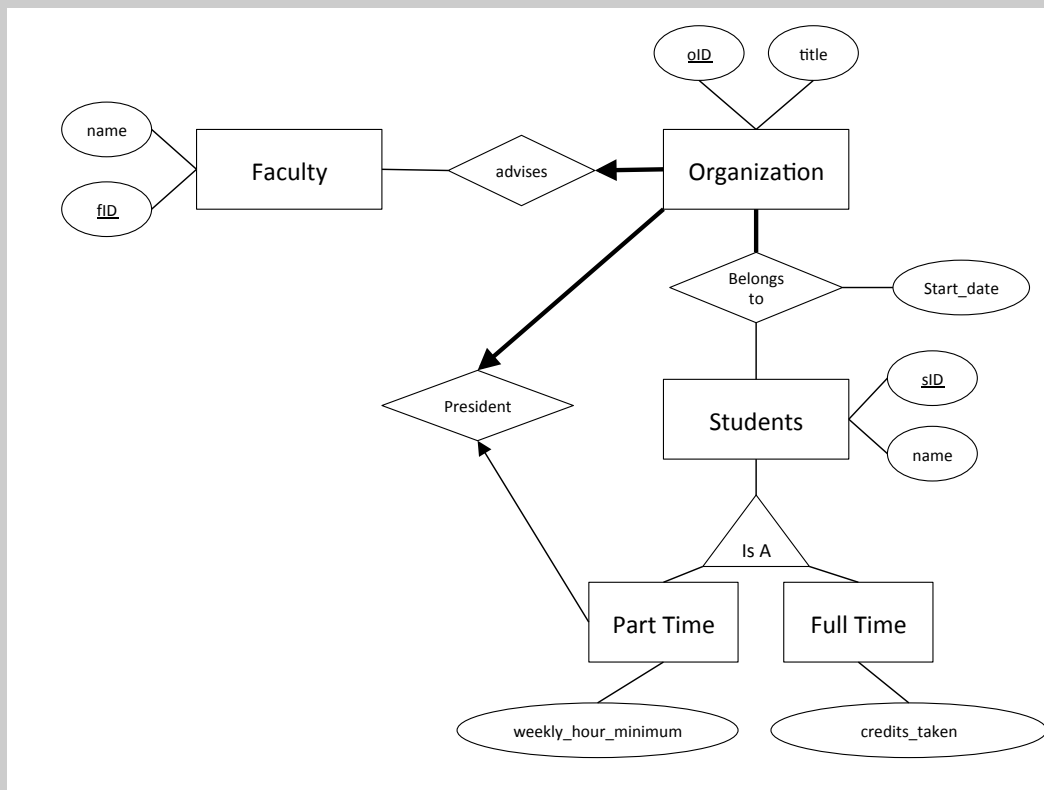 oID
title
name
Faculty
advises
Organization
fID
Belongs
to
Start_date
sID
President
Students
name
Is A
Part Time
Full Time
weekly_hour_minimum
credits_taken